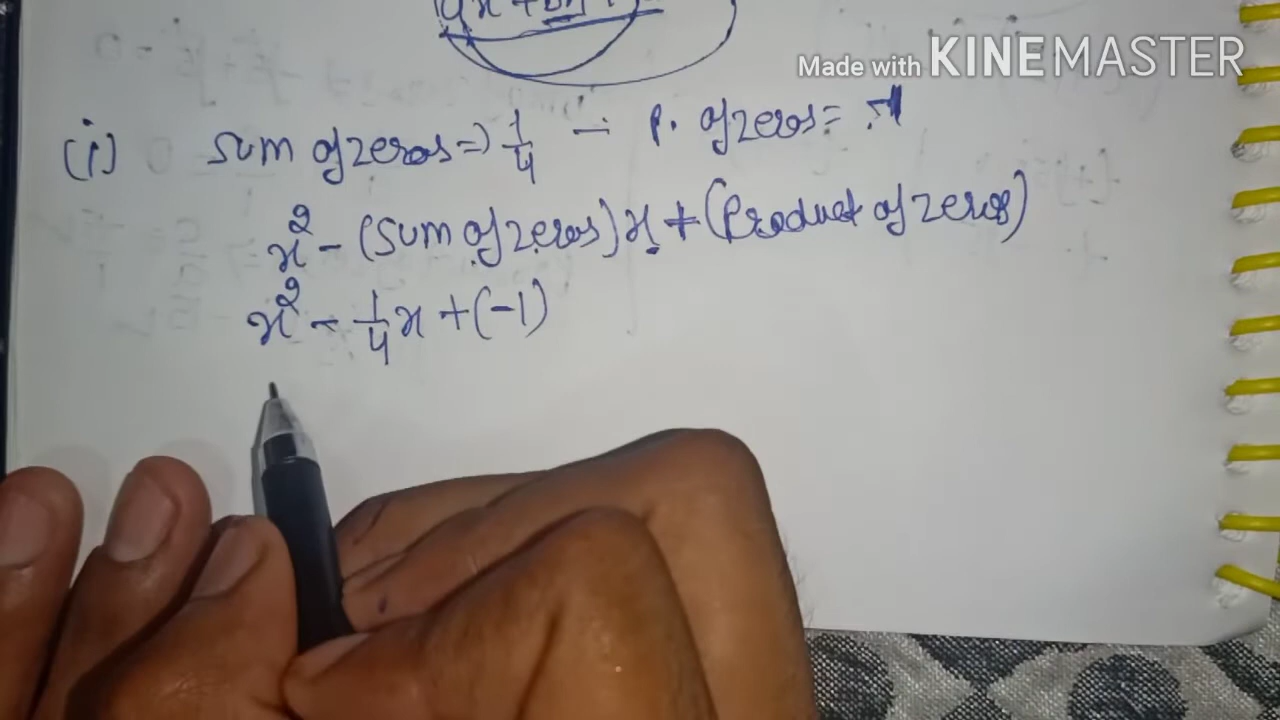 Made with KINEMASTER
(i) Sum of zeros ⇒ 1/4 — P. of zeros = -1
x² - (Sum of zeros)x + (Product of zeros)
x² - 1/4 x + (-1)